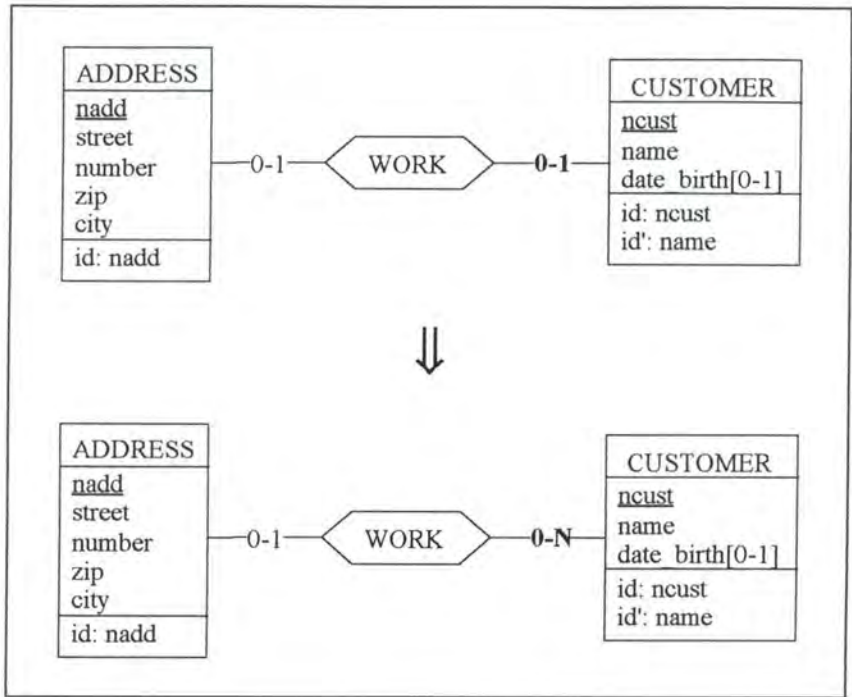 ADDRESS
nadd
street
number
zip
city
id: nadd
0-1
WORK
0-1
CUSTOMER
ncust
name
date_birth[0-1]
id: ncust
id': name
⇓
ADDRESS
nadd
street
number
zip
city
id: nadd
0-1
WORK
0-N
CUSTOMER
ncust
name
date_birth[0-1]
id: ncust
id': name